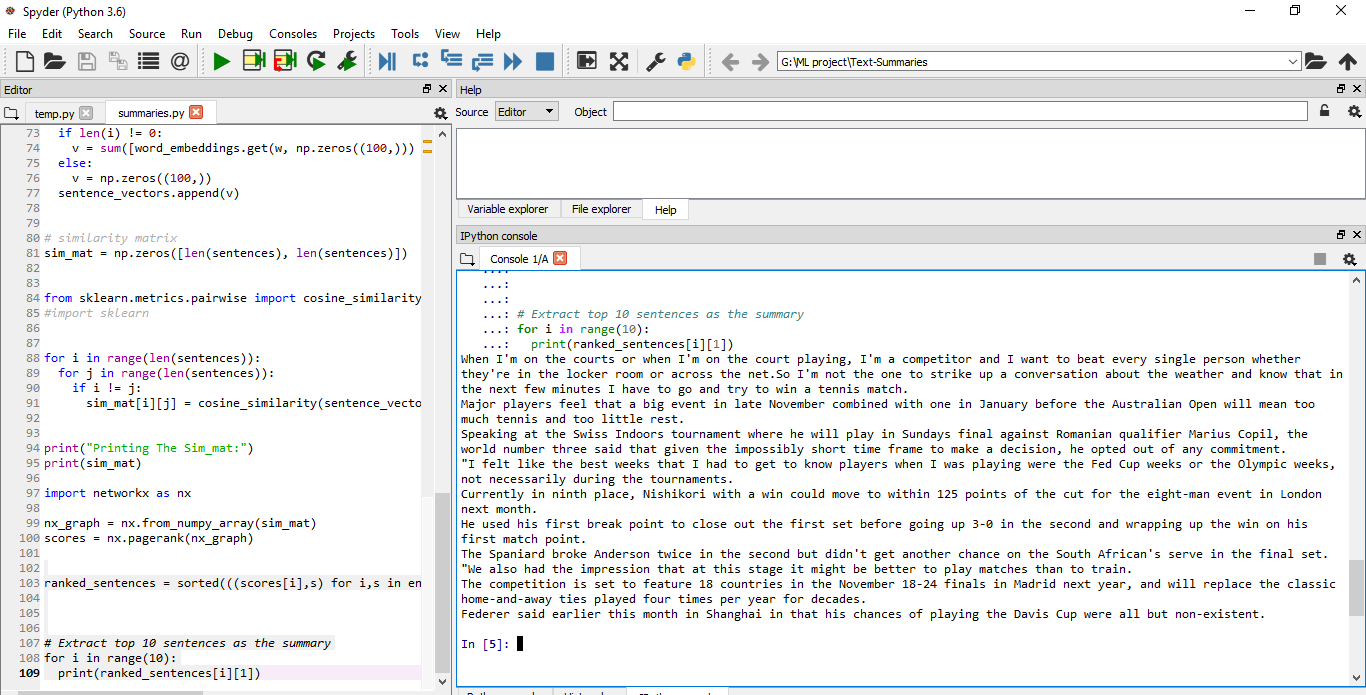 Spyder (Python 3.6)
File Edit Search Source Run Debug Consoles Projects Tools View Help
G:\ML project\Text-Summaries
Editor
temp.py summaries.py
73 if len(i) != 0:
74 v = sum([word_embeddings.get(w, np.zeros((100,)))
75 else:
76 v = np.zeros((100,))
77 sentence_vectors.append(v)
78
79
80 # similarity matrix
81 sim_mat = np.zeros([len(sentences), len(sentences)])
82
83
84 from sklearn.metrics.pairwise import cosine_similarity
85 #import sklearn
86
87
88 for i in range(len(sentences)):
89 for j in range(len(sentences)):
90 if i != j:
91 sim_mat[i][j] = cosine_similarity(sentence_vecto
92
93
94 print("Printing The Sim_mat:")
95 print(sim_mat)
96
97 import networkx as nx
98
99 nx_graph = nx.from_numpy_array(sim_mat)
100 scores = nx.pagerank(nx_graph)
101
102
103 ranked_sentences = sorted(((scores[i],s) for i,s in en
104
105
106
107 # Extract top 10 sentences as the summary
108 for i in range(10):
109 print(ranked_sentences[i][1])
Help
Source Editor Object
Variable explorer File explorer Help
IPython console
Console 1/A
...:
...:
...:
...: # Extract top 10 sentences as the summary
...: for i in range(10):
...: print(ranked_sentences[i][1])
When I'm on the courts or when I'm on the court playing, I'm a competitor and I want to beat every single person whether
they're in the locker room or across the net.So I'm not the one to strike up a conversation about the weather and know that in
the next few minutes I have to go and try to win a tennis match.
Major players feel that a big event in late November combined with one in January before the Australian Open will mean too
much tennis and too little rest.
Speaking at the Swiss Indoors tournament where he will play in Sundays final against Romanian qualifier Marius Copil, the
world number three said that given the impossibly short time frame to make a decision, he opted out of any commitment.
"I felt like the best weeks that I had to get to know players when I was playing were the Fed Cup weeks or the Olympic weeks,
not necessarily during the tournaments.
Currently in ninth place, Nishikori with a win could move to within 125 points of the cut for the eight-man event in London
next month.
He used his first break point to close out the first set before going up 3-0 in the second and wrapping up the win on his
first match point.
The Spaniard broke Anderson twice in the second but didn't get another chance on the South African's serve in the final set.
"We also had the impression that at this stage it might be better to play matches than to train.
The competition is set to feature 18 countries in the November 18-24 finals in Madrid next year, and will replace the classic
home-and-away ties played four times per year for decades.
Federer said earlier this month in Shanghai in that his chances of playing the Davis Cup were all but non-existent.
In [5]: